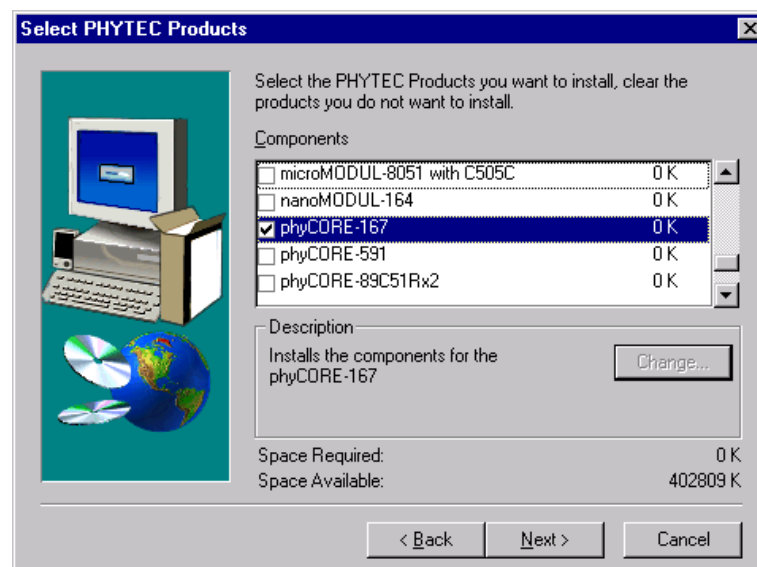 Select PHYTEC Products
Select the PHYTEC Products you want to install, clear the
products you do not want to install.
Components
microMODUL-8051 with C505C 0 K
nanoMODUL-164 0 K
phyCORE-167 0 K
phyCORE-591 0 K
phyCORE-89C51Rx2 0 K
Description
Installs the components for the
phyCORE-167
Change...
Space Required: 0 K
Space Available: 402809 K
< Back Next > Cancel